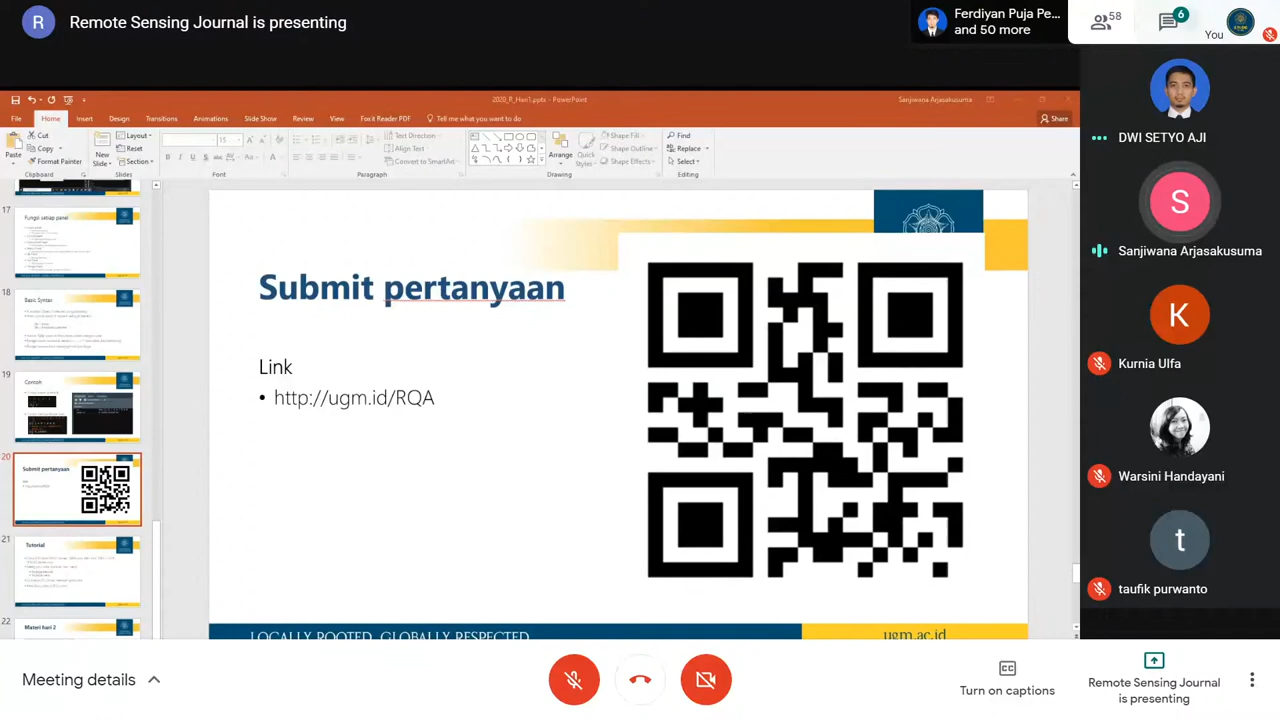 R
Remote Sensing Journal is presenting
Ferdiyan Puja Pe...
and 50 more
58
6
You
2020_R_Hari1.pptx - PowerPoint
Sanjiwana Arjasakusuma
File
Home
Insert
Design
Transitions
Animations
Slide Show
Review
View
Foxit Reader PDF
Tell me what you want to do
Share
Paste
Cut
Copy
Format Painter
Clipboard
New
Slide
Layout
Reset
Section
Slides
Font
Text Direction
Align Text
Convert to SmartArt
Paragraph
Arrange
Quick
Styles
Shape Fill
Shape Outline
Shape Effects
Drawing
Find
Replace
Select
Editing
17
Fungsi setiap panel
18
Basic Syntax
19
Contoh
20
Submit pertanyaan
21
Tutorial
22
Materi hari 2
Submit pertanyaan
Link
• http://ugm.id/RQA
LOCALLY ROOTED, GLOBALLY RESPECTED
ugm.ac.id
DWI SETYO AJI
S
Sanjiwana Arjasakusuma
K
Kurnia Ulfa
Warsini Handayani
t
taufik purwanto
Meeting details
CC
Turn on captions
Remote Sensing Journal
is presenting